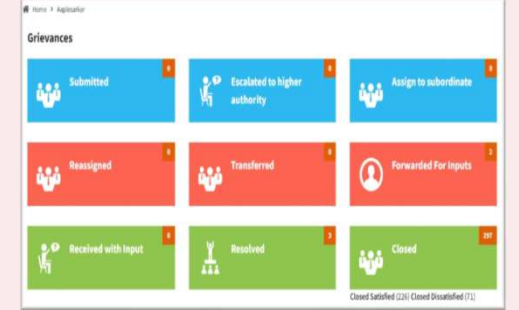 Home > Aaplesarkar
Grievances
Submitted 0
Escalated to higher authority 0
Assign to subordinate 0
Reassigned 0
Transferred 0
Forwarded For Inputs
Received with Input 0
Resolved 3
Closed 297
Closed Satisfied (226) Closed Dissatisfied (71)